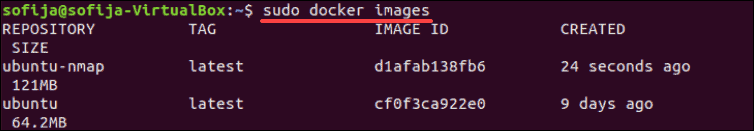 sofija@sofija-VirtualBox:~$ sudo docker images
REPOSITORY TAG IMAGE ID CREATED
SIZE
ubuntu-nmap latest d1afab138fb6 24 seconds ago
121MB
ubuntu latest cf0f3ca922e0 9 days ago
64.2MB